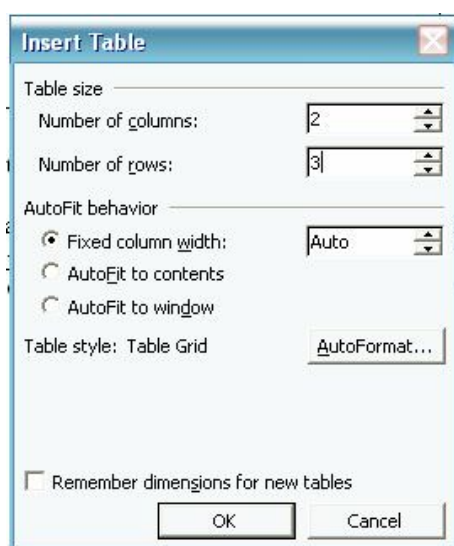 Insert Table
Table size
Number of columns: 2
Number of rows: 3
AutoFit behavior
Fixed column width: Auto
AutoFit to contents
AutoFit to window
Table style: Table Grid AutoFormat...
Remember dimensions for new tables
OK Cancel